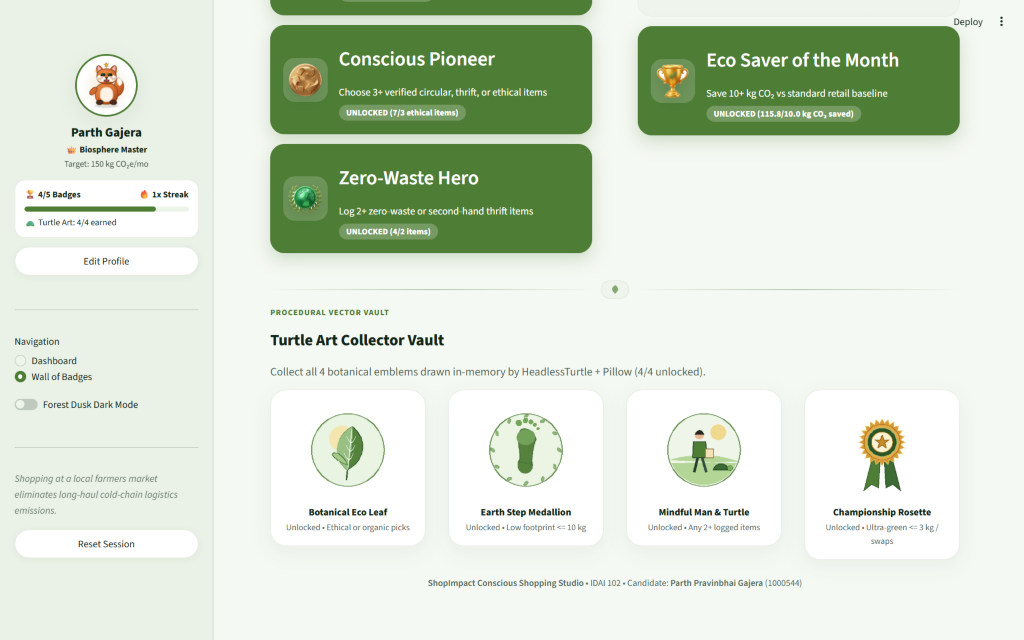 Deploy
Parth Gajera
Biosphere Master
Target: 150 kg CO₂e/mo
4/5 Badges
1x Streak
Turtle Art: 4/4 earned
Edit Profile
Navigation
Dashboard
Wall of Badges
Forest Dusk Dark Mode
Shopping at a local farmers market
eliminates long-haul cold-chain logistics
emissions.
Reset Session
Conscious Pioneer
Choose 3+ verified circular, thrift, or ethical items
UNLOCKED (7/3 ethical items)
Eco Saver of the Month
Save 10+ kg CO₂ vs standard retail baseline
UNLOCKED (115.8/10.0 kg CO₂ saved)
Zero-Waste Hero
Log 2+ zero-waste or second-hand thrift items
UNLOCKED (4/2 items)
PROCEDURAL VECTOR VAULT
Turtle Art Collector Vault
Collect all 4 botanical emblems drawn in-memory by HeadlessTurtle + Pillow (4/4 unlocked).
Botanical Eco Leaf
Unlocked • Ethical or organic picks
Earth Step Medallion
Unlocked • Low footprint <= 10 kg
Mindful Man & Turtle
Unlocked • Any 2+ logged items
Championship Rosette
Unlocked • Ultra-green <= 3 kg /
swaps
ShopImpact Conscious Shopping Studio • IDAI 102 • Candidate: Parth Pravinbhai Gajera (1000544)